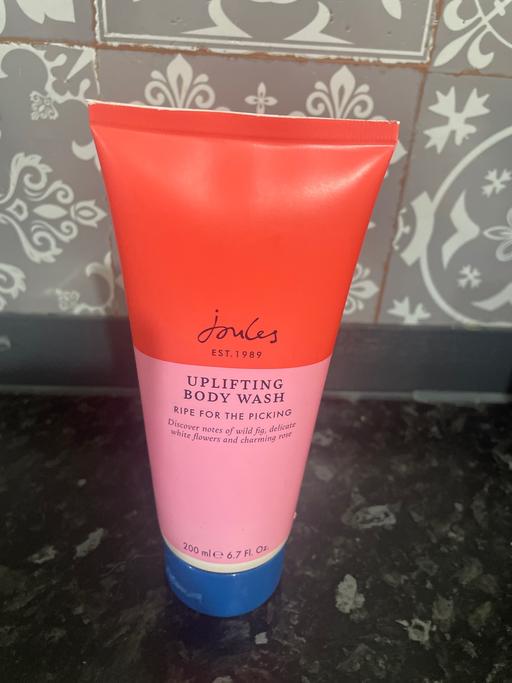 Joules
EST.1989
UPLIFTING
BODY WASH
RIPE FOR THE PICKING
Discover notes of wild fig, delicate
white flowers and charming rose
200 ml ℮ 6.7 Fl. Oz.